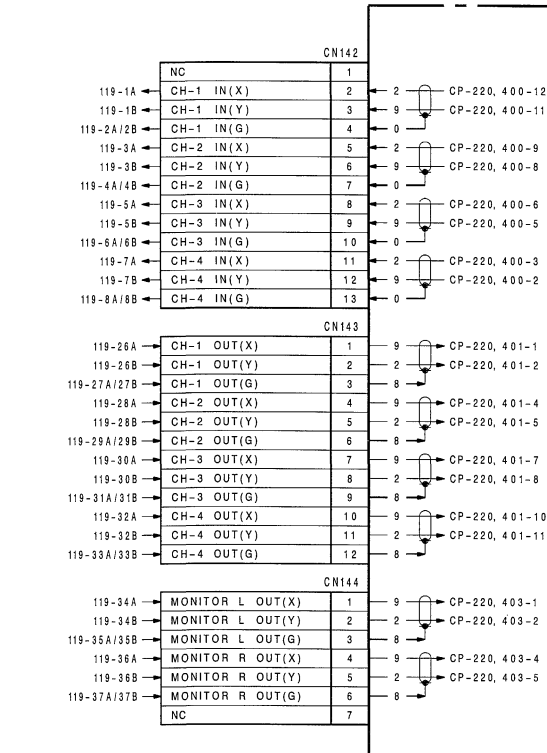 CN142
NC 1
119-1A CH-1 IN(X) 2 2 CP-220, 400-12
119-1B CH-1 IN(Y) 3 9 CP-220, 400-11
119-2A/2B CH-1 IN(G) 4 0
119-3A CH-2 IN(X) 5 2 CP-220, 400-9
119-3B CH-2 IN(Y) 6 9 CP-220, 400-8
119-4A/4B CH-2 IN(G) 7 0
119-5A CH-3 IN(X) 8 2 CP-220, 400-6
119-5B CH-3 IN(Y) 9 9 CP-220, 400-5
119-6A/6B CH-3 IN(G) 10 0
119-7A CH-4 IN(X) 11 2 CP-220, 400-3
119-7B CH-4 IN(Y) 12 9 CP-220, 400-2
119-8A/8B CH-4 IN(G) 13 0
CN143
119-26A CH-1 OUT(X) 1 9 CP-220, 401-1
119-26B CH-1 OUT(Y) 2 2 CP-220, 401-2
119-27A/27B CH-1 OUT(G) 3 8
119-28A CH-2 OUT(X) 4 9 CP-220, 401-4
119-28B CH-2 OUT(Y) 5 2 CP-220, 401-5
119-29A/29B CH-2 OUT(G) 6 8
119-30A CH-3 OUT(X) 7 9 CP-220, 401-7
119-30B CH-3 OUT(Y) 8 2 CP-220, 401-8
119-31A/31B CH-3 OUT(G) 9 8
119-32A CH-4 OUT(X) 10 9 CP-220, 401-10
119-32B CH-4 OUT(Y) 11 2 CP-220, 401-11
119-33A/33B CH-4 OUT(G) 12 8
CN144
119-34A MONITOR L OUT(X) 1 9 CP-220, 403-1
119-34B MONITOR L OUT(Y) 2 2 CP-220, 403-2
119-35A/35B MONITOR L OUT(G) 3 8
119-36A MONITOR R OUT(X) 4 9 CP-220, 403-4
119-36B MONITOR R OUT(Y) 5 2 CP-220, 403-5
119-37A/37B MONITOR R OUT(G) 6 8
NC 7